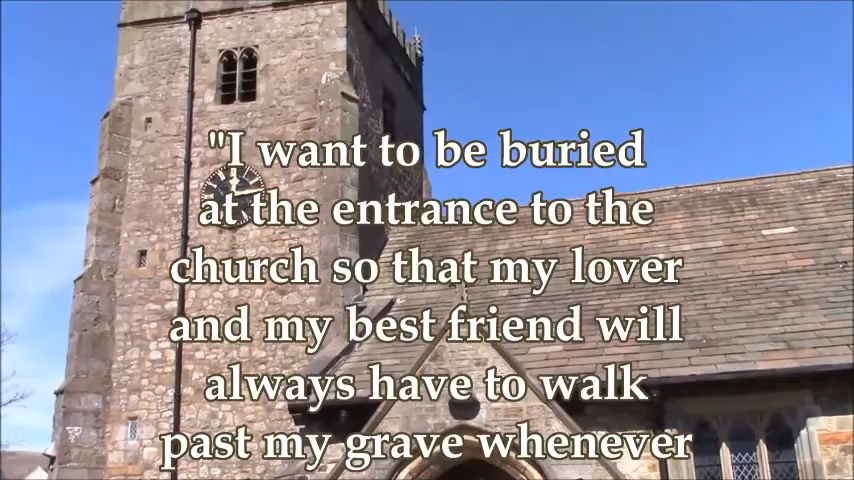 "I want to be buried
at the entrance to the
church so that my lover
and my best friend will
always have to walk
past my grave whenever